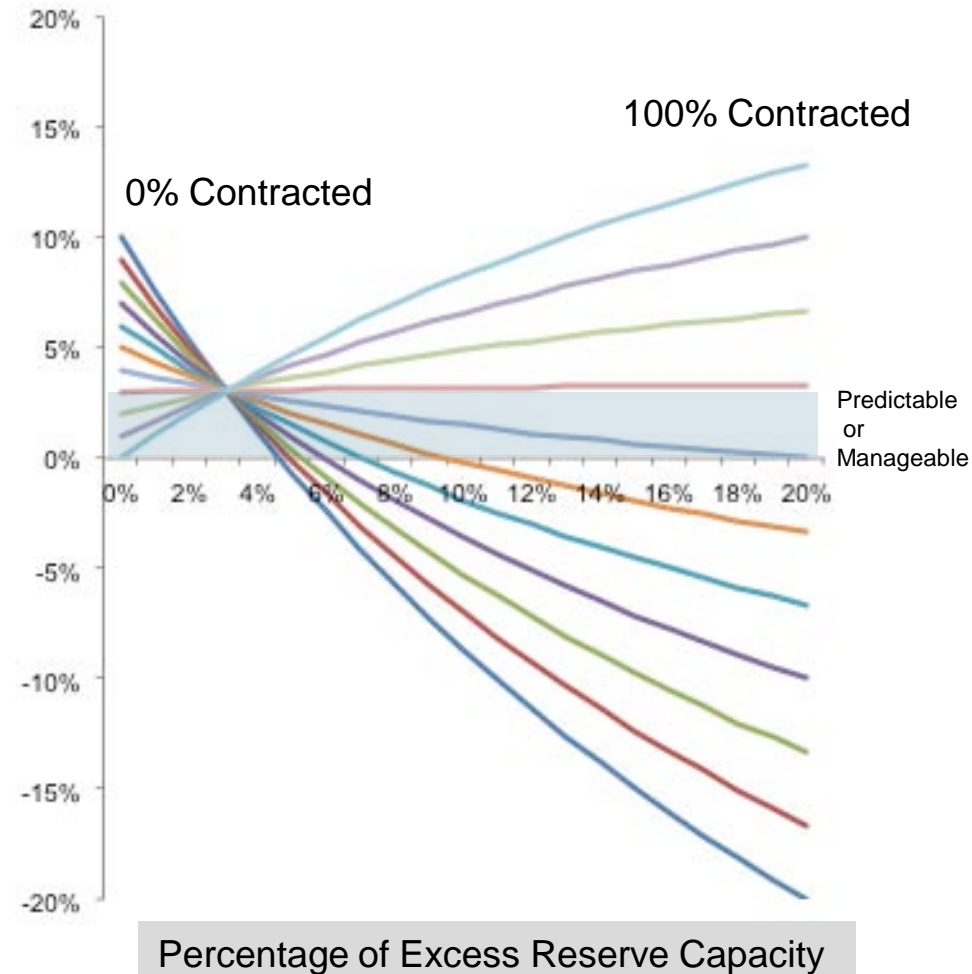 20%
15%
100% Contracted
0% Contracted
10%
5%
Predictable
or
Manageable
0%
0% 2% 4% 6% 8% 10% 12% 14% 16% 18% 20%
-5%
-10%
-15%
-20%
Percentage of Excess Reserve Capacity